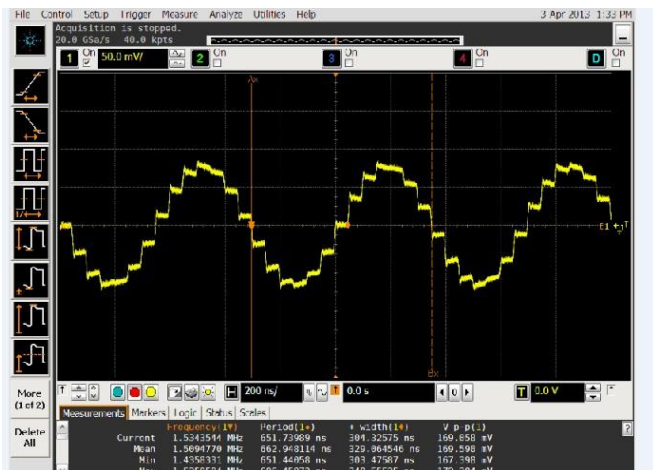 File Control Setup Trigger Measure Analyze Utilities Help 3 Apr 2013 1:33 PM
Acquisition is stopped.
20.0 GSa/s 40.0 kpts
1 On 50.0 mV/ 2 On 3 On 4 On D On
Ax
Bx
More
(1 of 2)
Delete
All
T H 200 ns/ 0.0 s 0 T 0.0 V
Measurements Markers Logic Status Scales
Frequency(1) Period(1) + width(1) V p-p(1)
Current 1.5343544 MHz 651.73989 ns 304.32575 ns 169.858 mV
Mean 1.5094770 MHz 662.948114 ns 329.064546 ns 169.598 mV
Min 1.4358331 MHz 651.44058 ns 303.47587 ns 167.398 mV